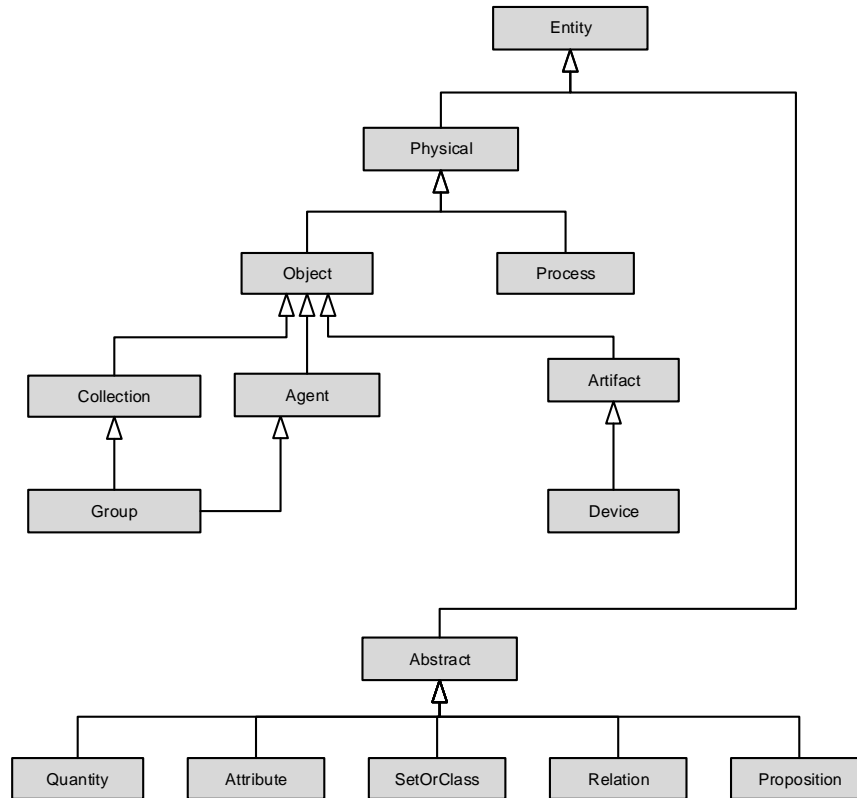 Entity
Physical
Object
Process
Collection
Agent
Artifact
Group
Device
Abstract
Quantity
Attribute
SetOrClass
Relation
Proposition